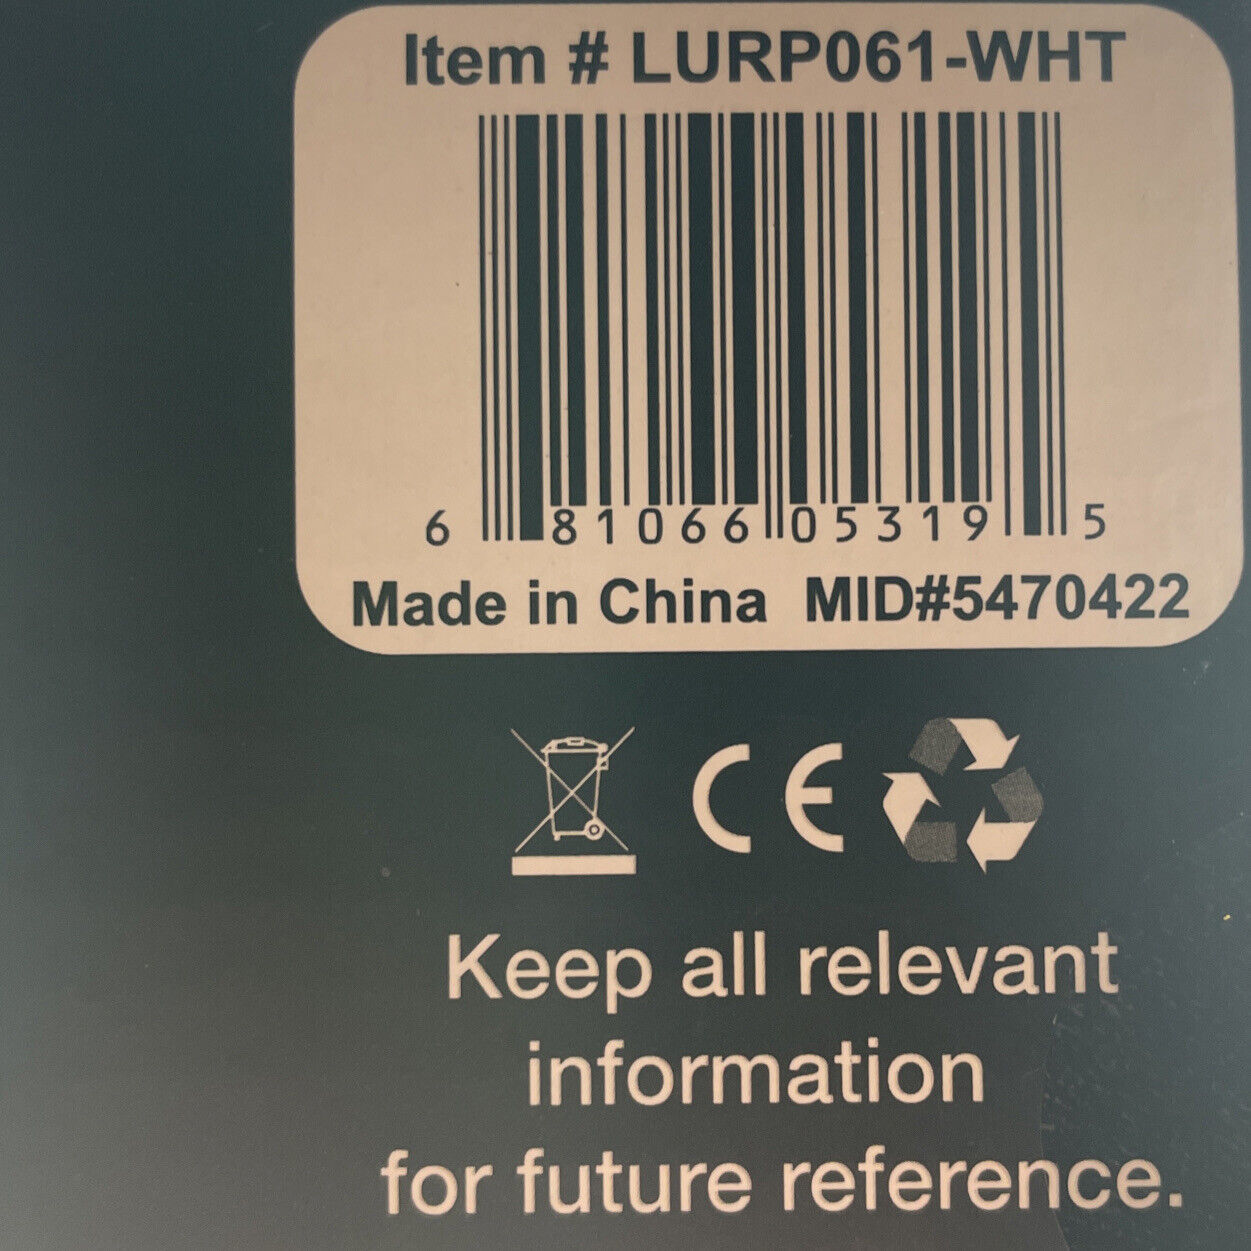 Item # LURP061-WHT
6 81066 05319 5
Made in China MID#5470422
CE
Keep all relevant
information
for future reference.